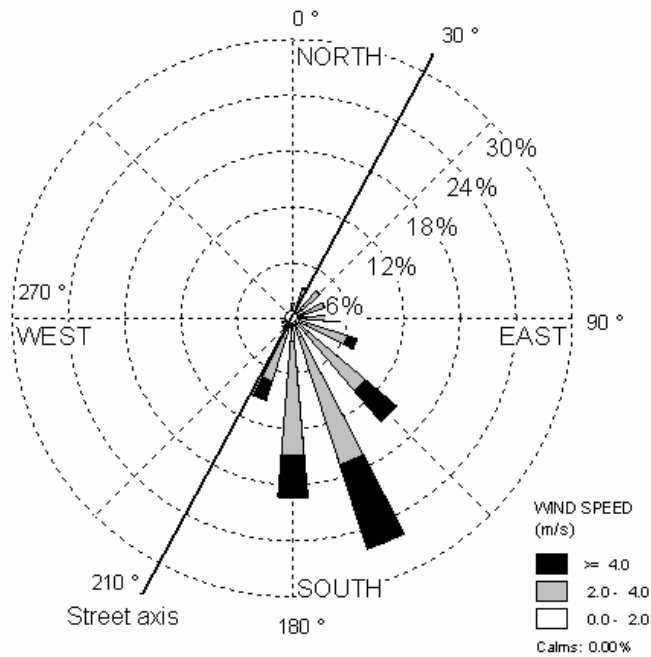 0 °
30 °
NORTH
30%
24%
18%
12%
6%
270 °
WEST
EAST
90 °
WIND SPEED
(m/s)
>= 4.0
2.0 - 4.0
0.0 - 2.0
Calms: 0.00%
210 °
SOUTH
Street axis
180 °